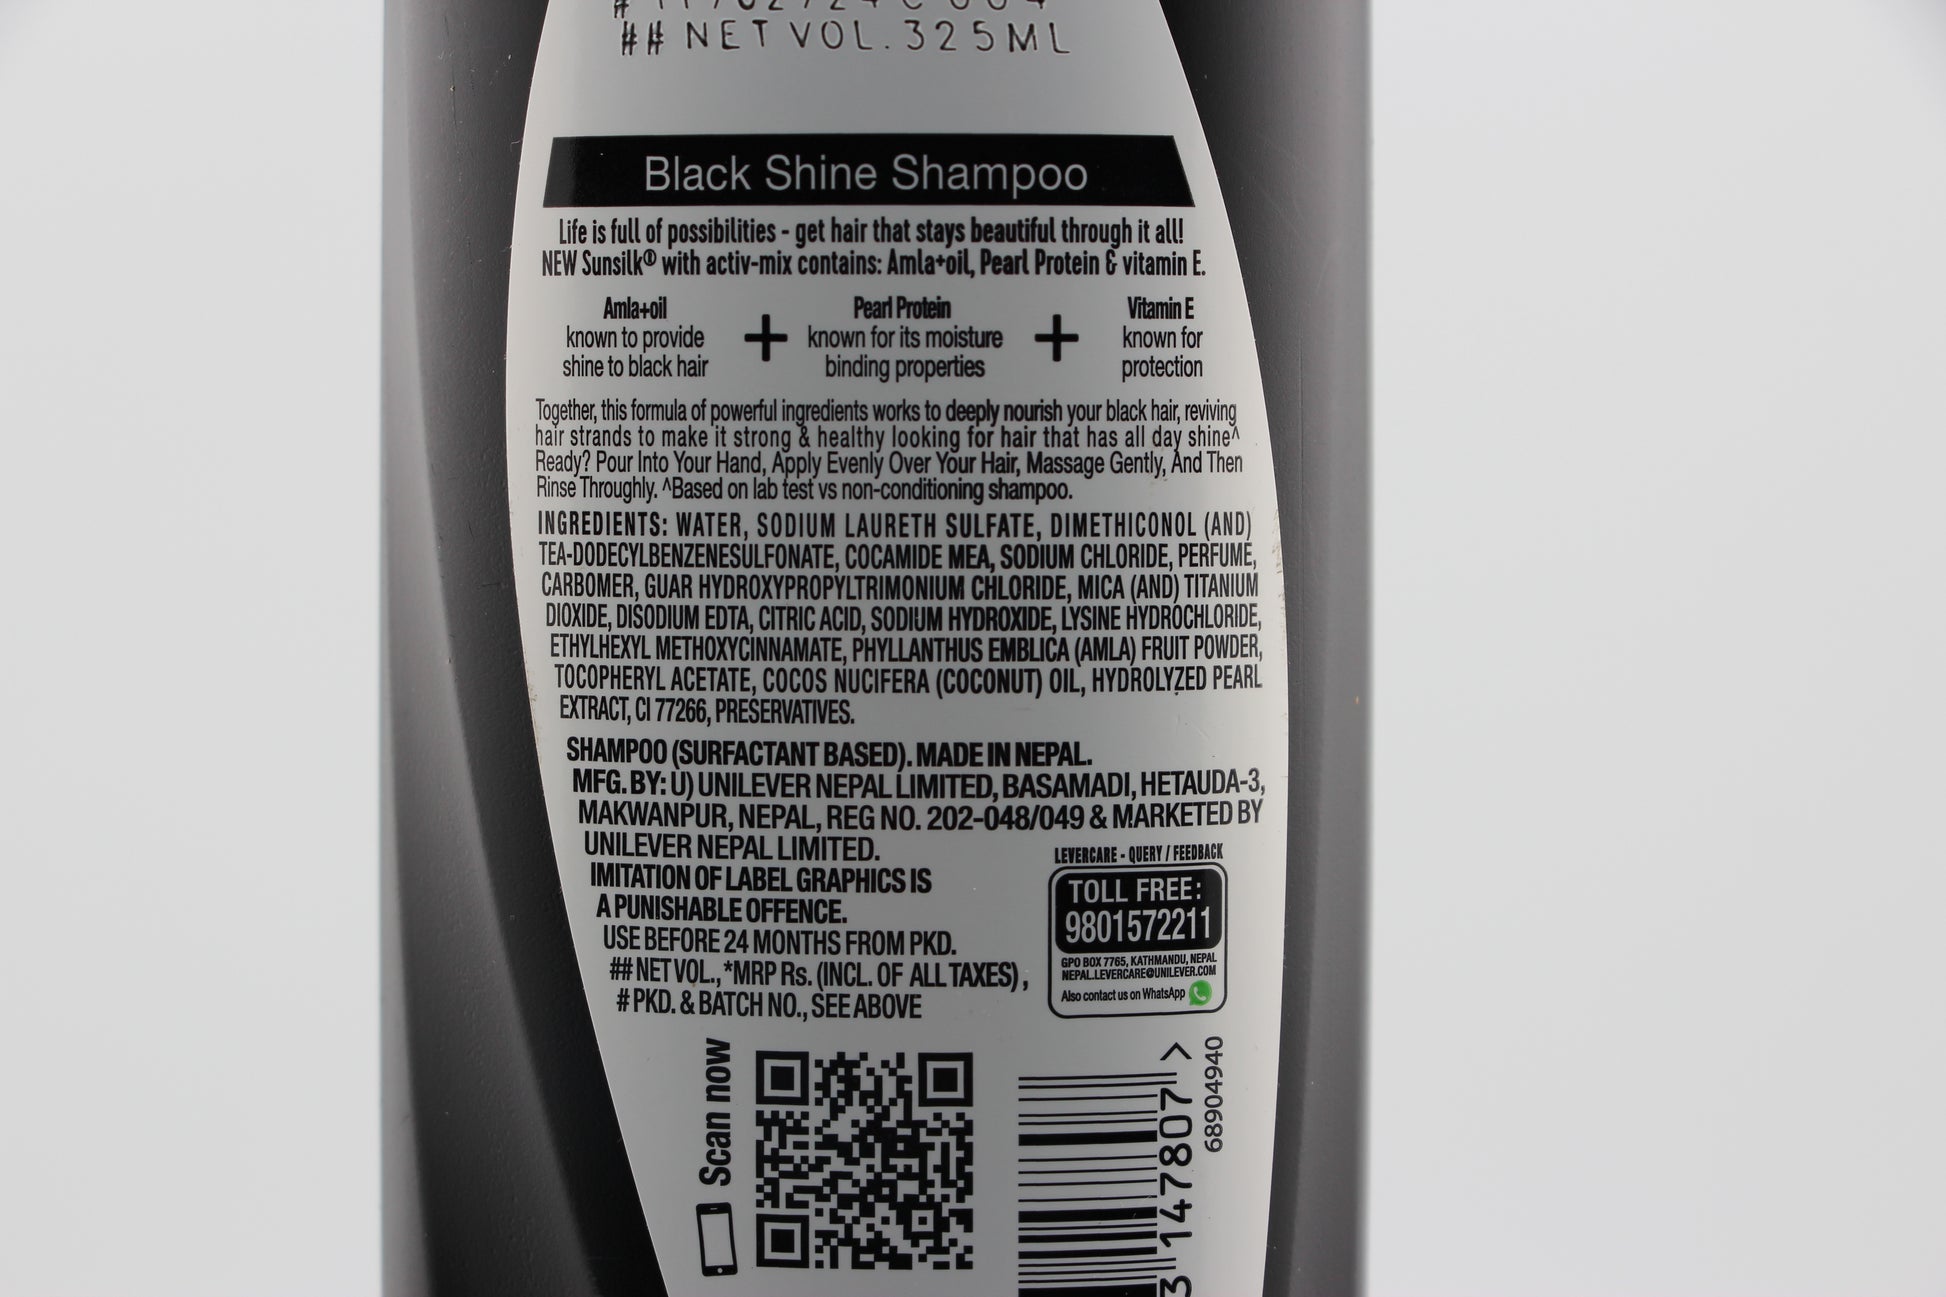 ## NET VOL. 325ML
Black Shine Shampoo
Life is full of possibilities - get hair that stays beautiful through it all!
NEW Sunsilk® with activ-mix contains: Amla+oil, Pearl Protein & vitamin E.
Amla+oil
known to provide
shine to black hair
+
Pearl Protein
known for its moisture
binding properties
+
Vitamin E
known for
protection
Together, this formula of powerful ingredients works to deeply nourish your black hair, reviving
hair strands to make it strong & healthy looking for hair that has all day shine^
Ready? Pour Into Your Hand, Apply Evenly Over Your Hair, Massage Gently, And Then
Rinse Throughly. ^Based on lab test vs non-conditioning shampoo.
INGREDIENTS: WATER, SODIUM LAURETH SULFATE, DIMETHICONOL (AND)
TEA-DODECYLBENZENESULFONATE, COCAMIDE MEA, SODIUM CHLORIDE, PERFUME,
CARBOMER, GUAR HYDROXYPROPYLTRIMONIUM CHLORIDE, MICA (AND) TITANIUM
DIOXIDE, DISODIUM EDTA, CITRIC ACID, SODIUM HYDROXIDE, LYSINE HYDROCHLORIDE,
ETHYLHEXYL METHOXYCINNAMATE, PHYLLANTHUS EMBLICA (AMLA) FRUIT POWDER,
TOCOPHERYL ACETATE, COCOS NUCIFERA (COCONUT) OIL, HYDROLYZED PEARL
EXTRACT, CI 77266, PRESERVATIVES.
SHAMPOO (SURFACTANT BASED). MADE IN NEPAL.
MFG. BY: U) UNILEVER NEPAL LIMITED, BASAMADI, HETAUDA-3,
MAKWANPUR, NEPAL, REG NO. 202-048/049 & MARKETED BY
UNILEVER NEPAL LIMITED.
IMITATION OF LABEL GRAPHICS IS
A PUNISHABLE OFFENCE.
USE BEFORE 24 MONTHS FROM PKD.
## NET VOL., *MRP Rs. (INCL. OF ALL TAXES),
# PKD. & BATCH NO., SEE ABOVE
LEVERCARE - QUERY / FEEDBACK
TOLL FREE:
9801572211
GPO BOX 7765, KATHMANDU, NEPAL
NEPAL.LEVERCARE@UNILEVER.COM
Also contact us on WhatsApp
Scan now
3 147807 >
68904940